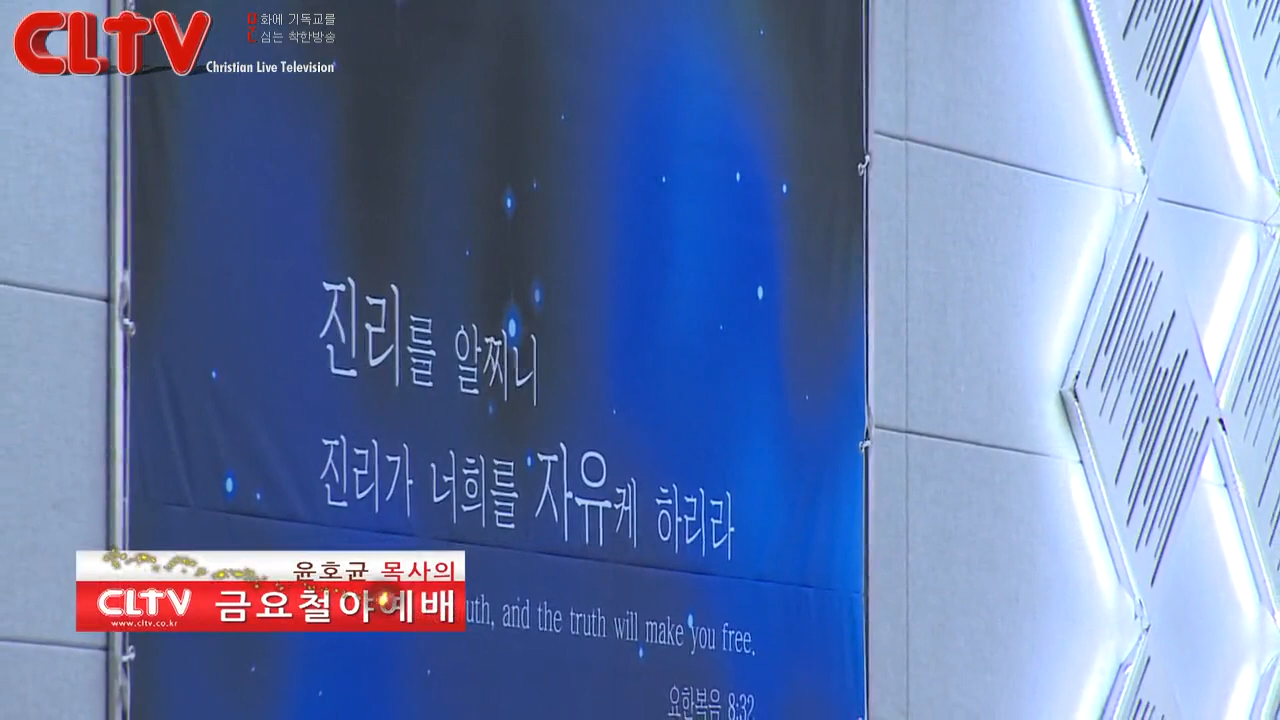 CLTV
문화에 기독교를
심는 착한방송
Christian Live Television
진리를 알찌니
진리가 너희를 자유케 하리라
and the truth will make you free.
요한복음 8:32
윤호균 목사의
CLTV 금요철야예배
www.cltv.co.kr